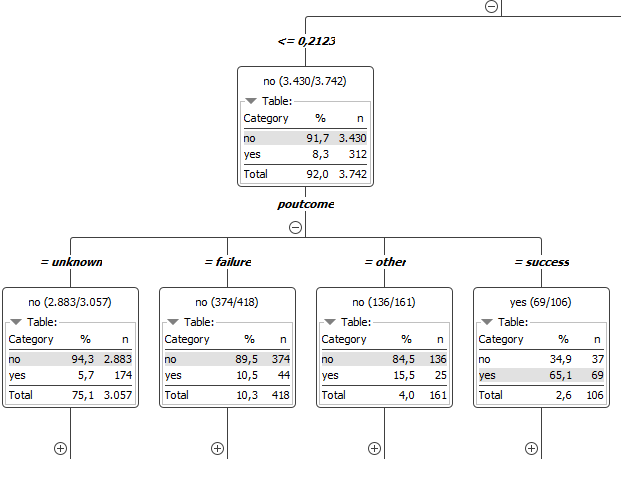 <= 0,2123
no (3.430/3.742)
Table:
Category % n
no 91,7 3.430
yes 8,3 312
Total 92,0 3.742
poutcome
= unknown
= failure
= other
= success
no (2.883/3.057)
Table:
Category % n
no 94,3 2.883
yes 5,7 174
Total 75,1 3.057
no (374/418)
Table:
Category % n
no 89,5 374
yes 10,5 44
Total 10,3 418
no (136/161)
Table:
Category % n
no 84,5 136
yes 15,5 25
Total 4,0 161
yes (69/106)
Table:
Category % n
no 34,9 37
yes 65,1 69
Total 2,6 106